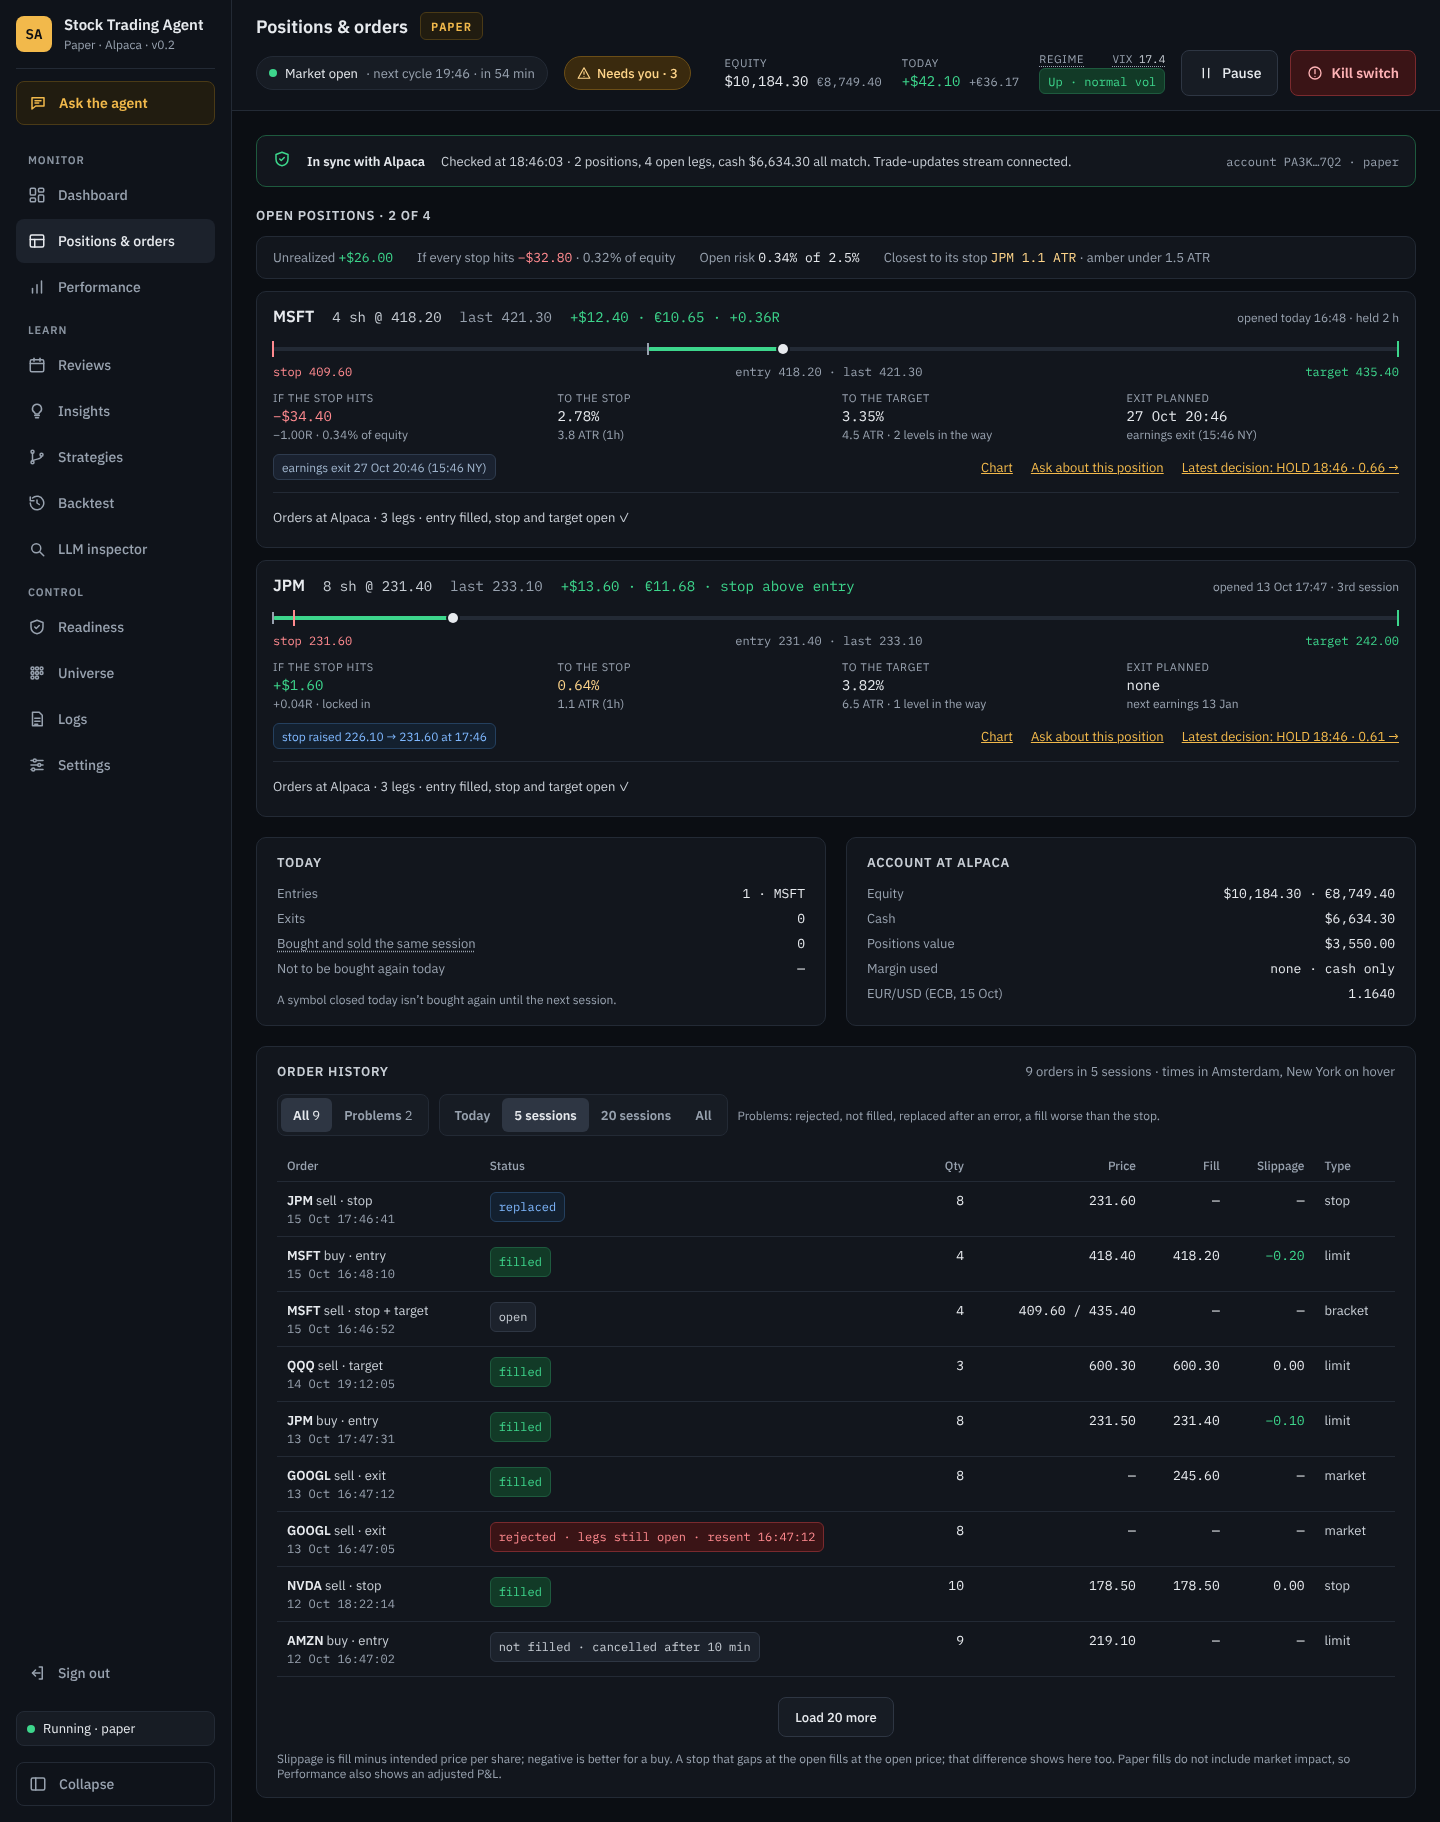 SA
Stock Trading Agent
Paper · Alpaca · v0.2
Ask the agent
MONITOR
Dashboard
Positions & orders
Performance
LEARN
Reviews
Insights
Strategies
Backtest
LLM inspector
CONTROL
Readiness
Universe
Logs
Settings
Sign out
Running · paper
Collapse
Positions & orders
PAPER
Market open · next cycle 19:46 · in 54 min
Needs you · 3
EQUITY
$10,184.30 €8,749.40
TODAY
+$42.10 +€36.17
REGIME VIX 17.4
Up · normal vol
Pause
Kill switch
In sync with Alpaca Checked at 18:46:03 · 2 positions, 4 open legs, cash $6,634.30 all match. Trade-updates stream connected. account PA3K…7Q2 · paper
OPEN POSITIONS · 2 OF 4
Unrealized +$26.00 If every stop hits −$32.80 · 0.32% of equity Open risk 0.34% of 2.5% Closest to its stop JPM 1.1 ATR · amber under 1.5 ATR
MSFT 4 sh @ 418.20 last 421.30 +$12.40 · €10.65 · +0.36R opened today 16:48 · held 2 h
stop 409.60 entry 418.20 · last 421.30 target 435.40
IF THE STOP HITS TO THE STOP TO THE TARGET EXIT PLANNED
−$34.40 2.78% 3.35% 27 Oct 20:46
−1.00R · 0.34% of equity 3.8 ATR (1h) 4.5 ATR · 2 levels in the way earnings exit (15:46 NY)
earnings exit 27 Oct 20:46 (15:46 NY) Chart Ask about this position Latest decision: HOLD 18:46 · 0.66 →
Orders at Alpaca · 3 legs · entry filled, stop and target open ✓
JPM 8 sh @ 231.40 last 233.10 +$13.60 · €11.68 · stop above entry opened 13 Oct 17:47 · 3rd session
stop 231.60 entry 231.40 · last 233.10 target 242.00
IF THE STOP HITS TO THE STOP TO THE TARGET EXIT PLANNED
+$1.60 0.64% 3.82% none
+0.04R · locked in 1.1 ATR (1h) 6.5 ATR · 1 level in the way next earnings 13 Jan
stop raised 226.10 → 231.60 at 17:46 Chart Ask about this position Latest decision: HOLD 18:46 · 0.61 →
Orders at Alpaca · 3 legs · entry filled, stop and target open ✓
TODAY
Entries 1 · MSFT
Exits 0
Bought and sold the same session 0
Not to be bought again today —
A symbol closed today isn’t bought again until the next session.
ACCOUNT AT ALPACA
Equity $10,184.30 · €8,749.40
Cash $6,634.30
Positions value $3,550.00
Margin used none · cash only
EUR/USD (ECB, 15 Oct) 1.1640
ORDER HISTORY 9 orders in 5 sessions · times in Amsterdam, New York on hover
All 9 Problems 2 Today 5 sessions 20 sessions All Problems: rejected, not filled, replaced after an error, a fill worse than the stop.
Order Status Qty Price Fill Slippage Type
JPM sell · stop replaced 8 231.60 — — stop
15 Oct 17:46:41
MSFT buy · entry filled 4 418.40 418.20 −0.20 limit
15 Oct 16:48:10
MSFT sell · stop + target open 4 409.60 / 435.40 — — bracket
15 Oct 16:46:52
QQQ sell · target filled 3 600.30 600.30 0.00 limit
14 Oct 19:12:05
JPM buy · entry filled 8 231.50 231.40 −0.10 limit
13 Oct 17:47:31
GOOGL sell · exit filled 8 — 245.60 — market
13 Oct 16:47:12
GOOGL sell · exit rejected · legs still open · resent 16:47:12 8 — — — market
13 Oct 16:47:05
NVDA sell · stop filled 10 178.50 178.50 0.00 stop
12 Oct 18:22:14
AMZN buy · entry not filled · cancelled after 10 min 9 219.10 — — limit
12 Oct 16:47:02
Load 20 more
Slippage is fill minus intended price per share; negative is better for a buy. A stop that gaps at the open fills at the open price; that difference shows here too. Paper fills do not include market impact, so
Performance also shows an adjusted P&L.